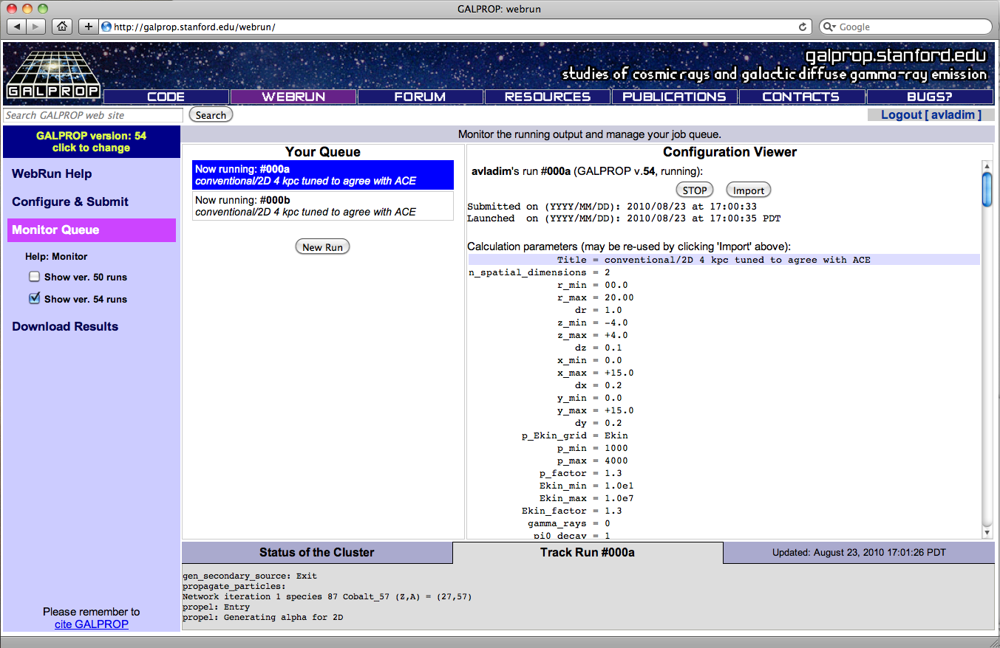 GALPROP: webrun
http://galprop.stanford.edu/webrun/
Google
GALPROP
galprop.stanford.edu
studies of cosmic rays and galactic diffuse gamma-ray emission
CODE WEBRUN FORUM RESOURCES PUBLICATIONS CONTACTS BUGS?
Search GALPROP web site
Search
Logout [ avladim ]
GALPROP version: 54
click to change
WebRun Help
Configure & Submit
Monitor Queue
Help: Monitor
Show ver. 50 runs
Show ver. 54 runs
Download Results
Please remember to
cite GALPROP
Monitor the running output and manage your job queue.
Your Queue
Now running: #000a
conventional/2D 4 kpc tuned to agree with ACE
Now running: #000b
conventional/2D 4 kpc tuned to agree with ACE
New Run
Configuration Viewer
avladim's run #000a (GALPROP v.54, running):
STOP Import
Submitted on (YYYY/MM/DD): 2010/08/23 at 17:00:33
Launched on (YYYY/MM/DD): 2010/08/23 at 17:00:35 PDT
Calculation parameters (may be re-used by clicking 'Import' above):
Title = conventional/2D 4 kpc tuned to agree with ACE
n_spatial_dimensions = 2
r_min = 00.0
r_max = 20.00
dr = 1.0
z_min = -4.0
z_max = +4.0
dz = 0.1
x_min = 0.0
x_max = +15.0
dx = 0.2
y_min = 0.0
y_max = +15.0
dy = 0.2
p_Ekin_grid = Ekin
p_min = 1000
p_max = 4000
p_factor = 1.3
Ekin_min = 1.0e1
Ekin_max = 1.0e7
Ekin_factor = 1.3
gamma_rays = 0
pi0_decay = 1
Status of the Cluster
Track Run #000a
Updated: August 23, 2010 17:01:26 PDT
gen_secondary_source: Exit
propagate_particles:
Network iteration 1 species 87 Cobalt_57 (Z,A) = (27,57)
propel: Entry
propel: Generating alpha for 2D